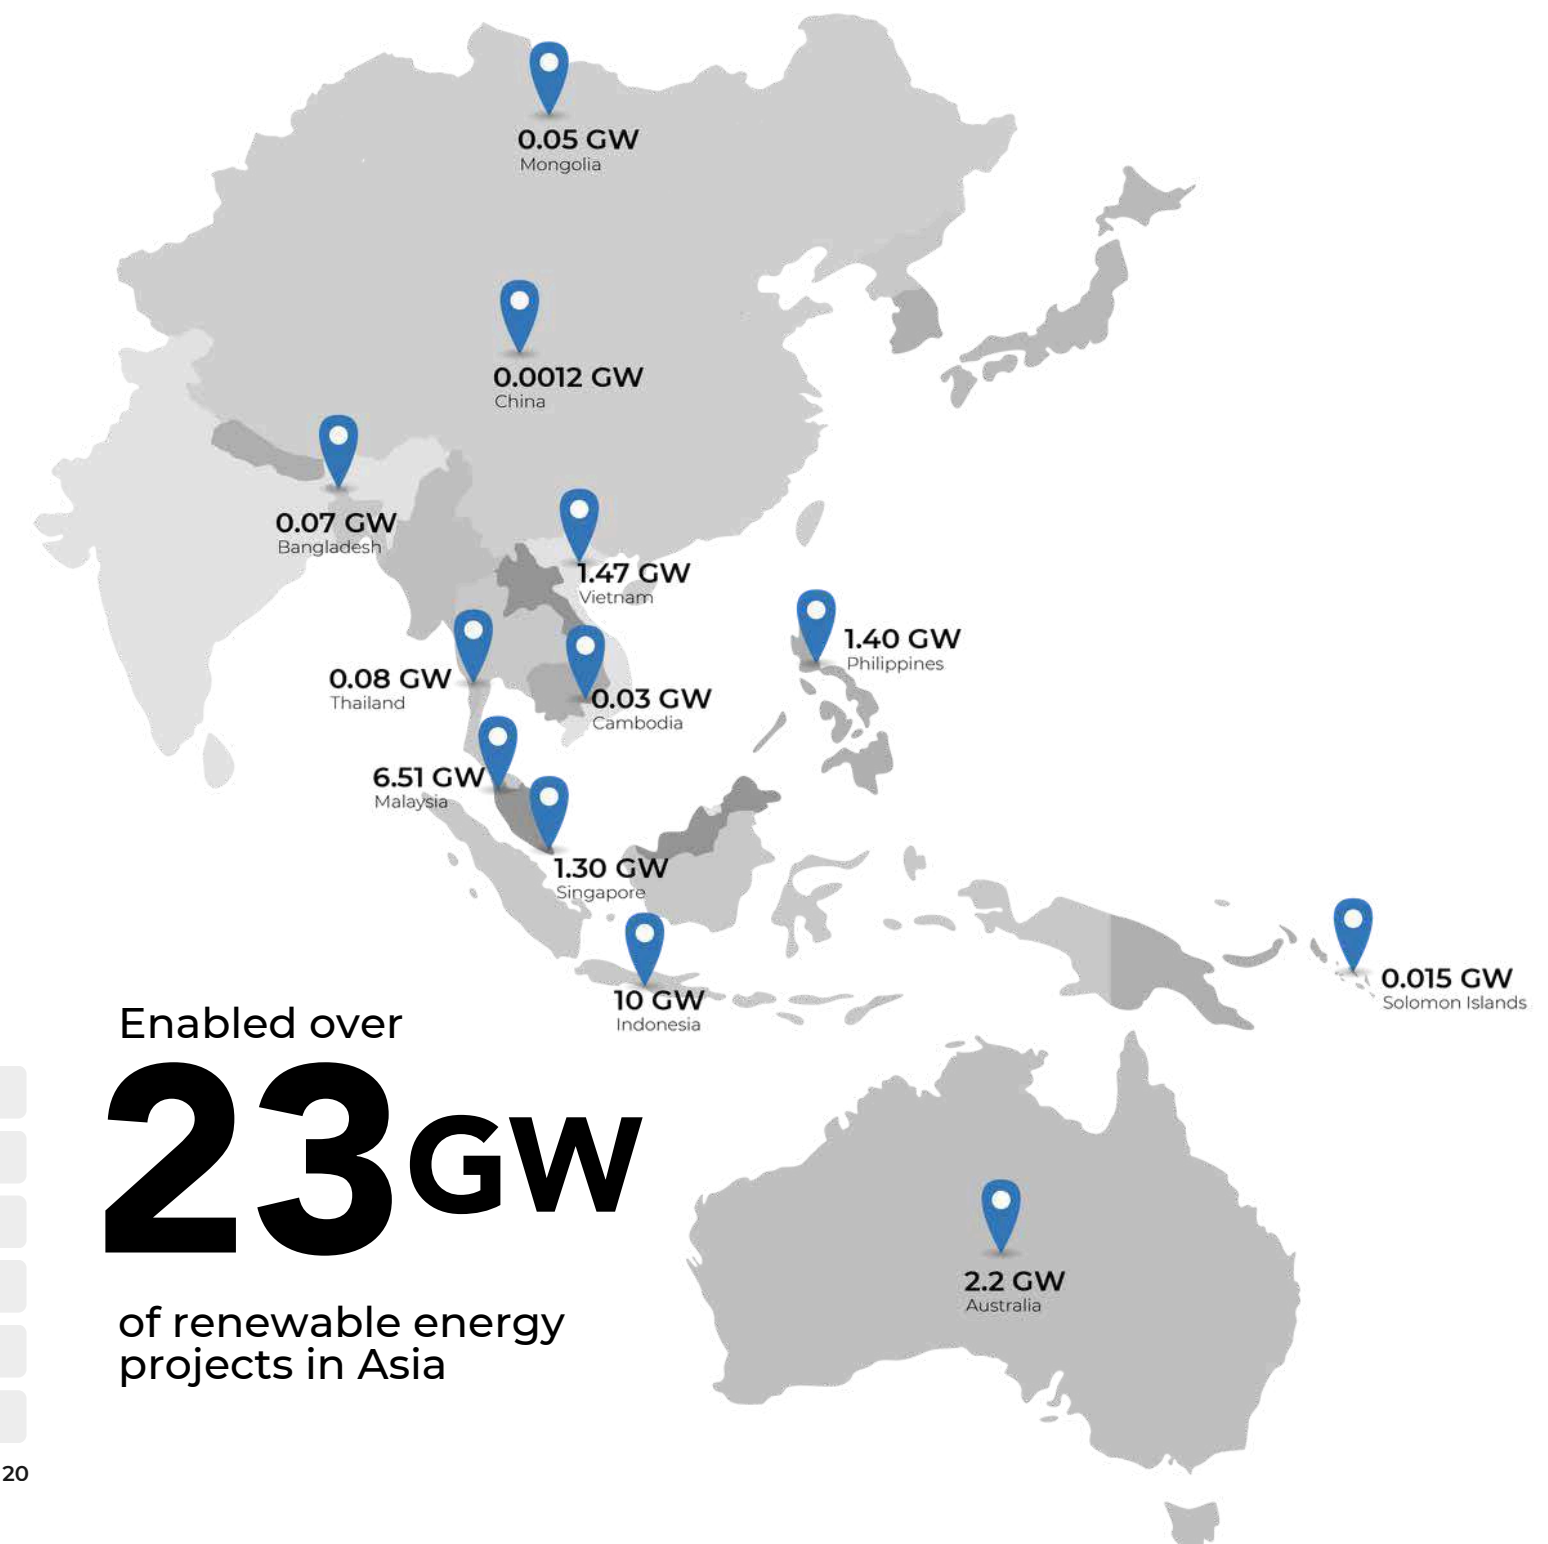 0.05 GW
Mongolia
0.0012 GW
China
0.07 GW
Bangladesh
1.47 GW
Vietnam
1.40 GW
Philippines
0.08 GW
Thailand
0.03 GW
Cambodia
6.51 GW
Malaysia
1.30 GW
Singapore
10 GW
Indonesia
0.015 GW
Solomon Islands
Enabled over
23GW
of renewable energy
projects in Asia
2.2 GW
Australia
20